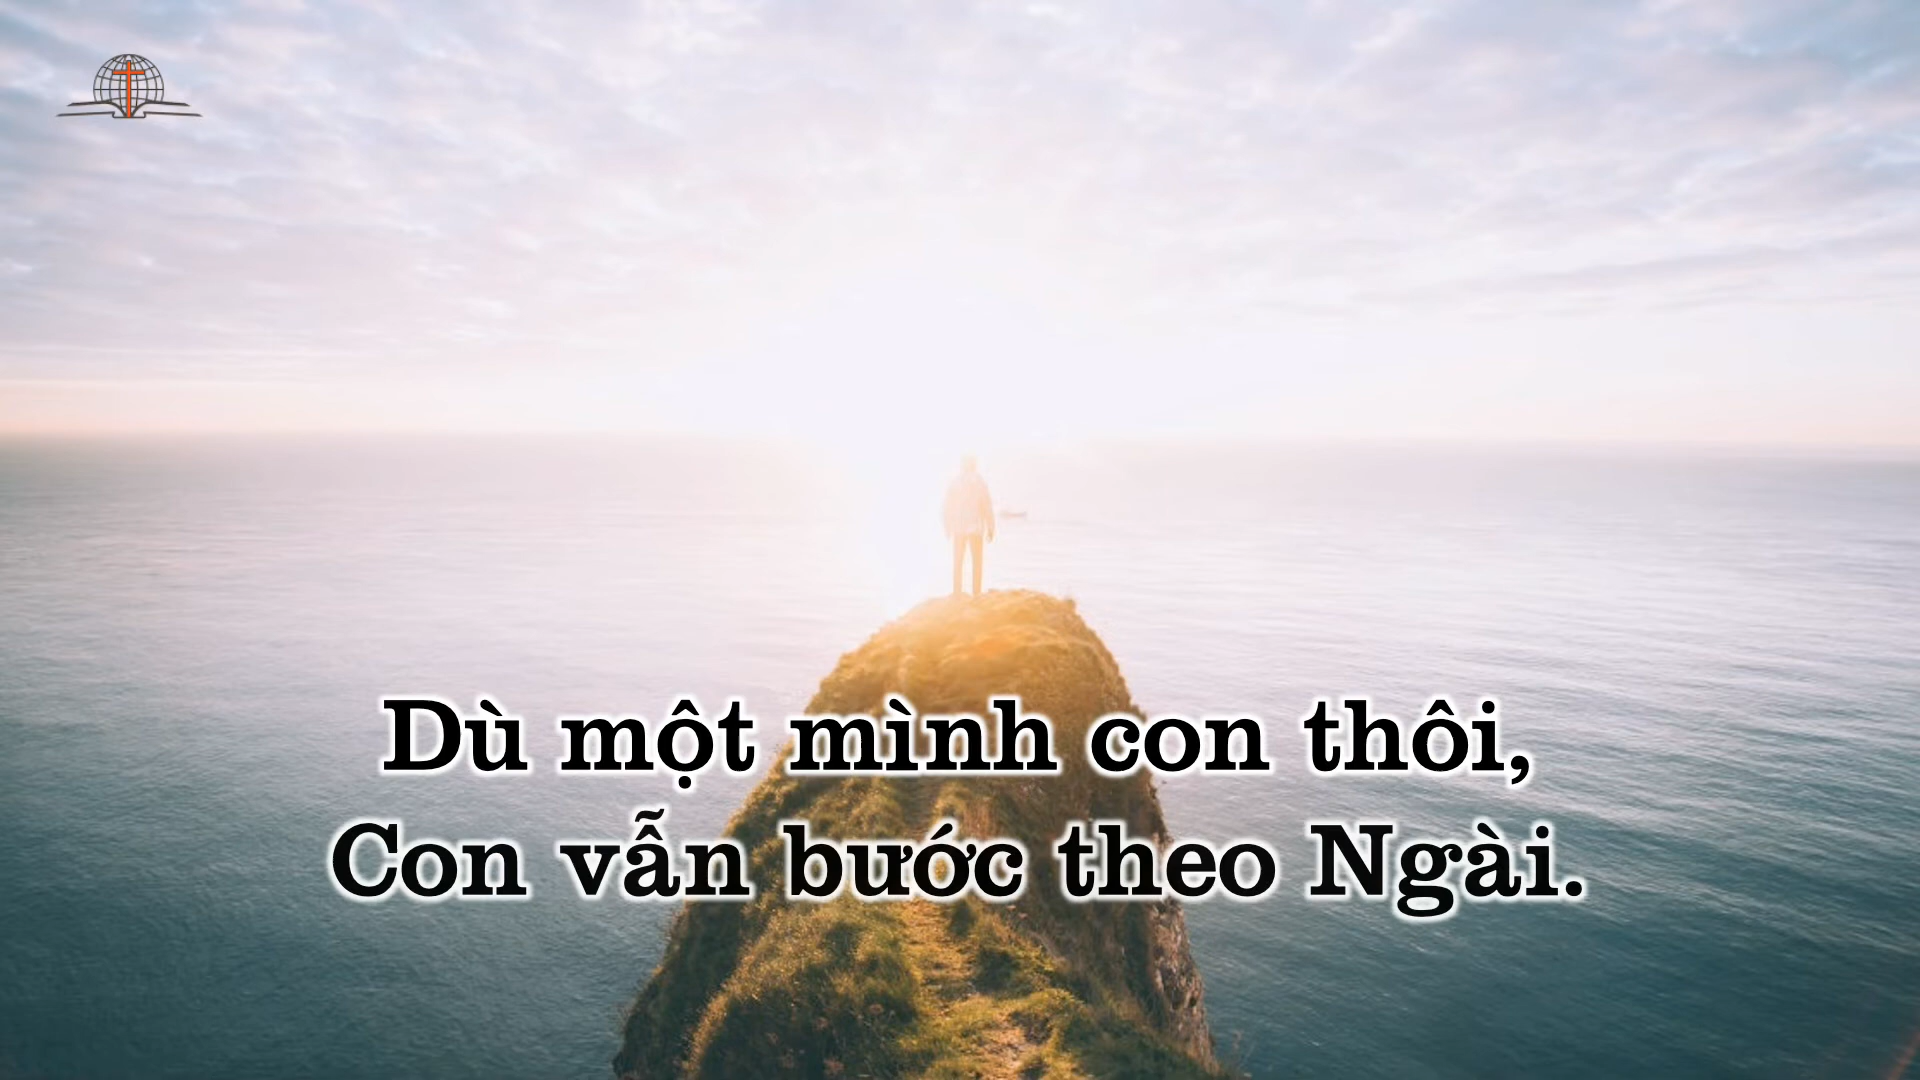 Dù một mình con thôi,
Con vẫn bước theo Ngài.